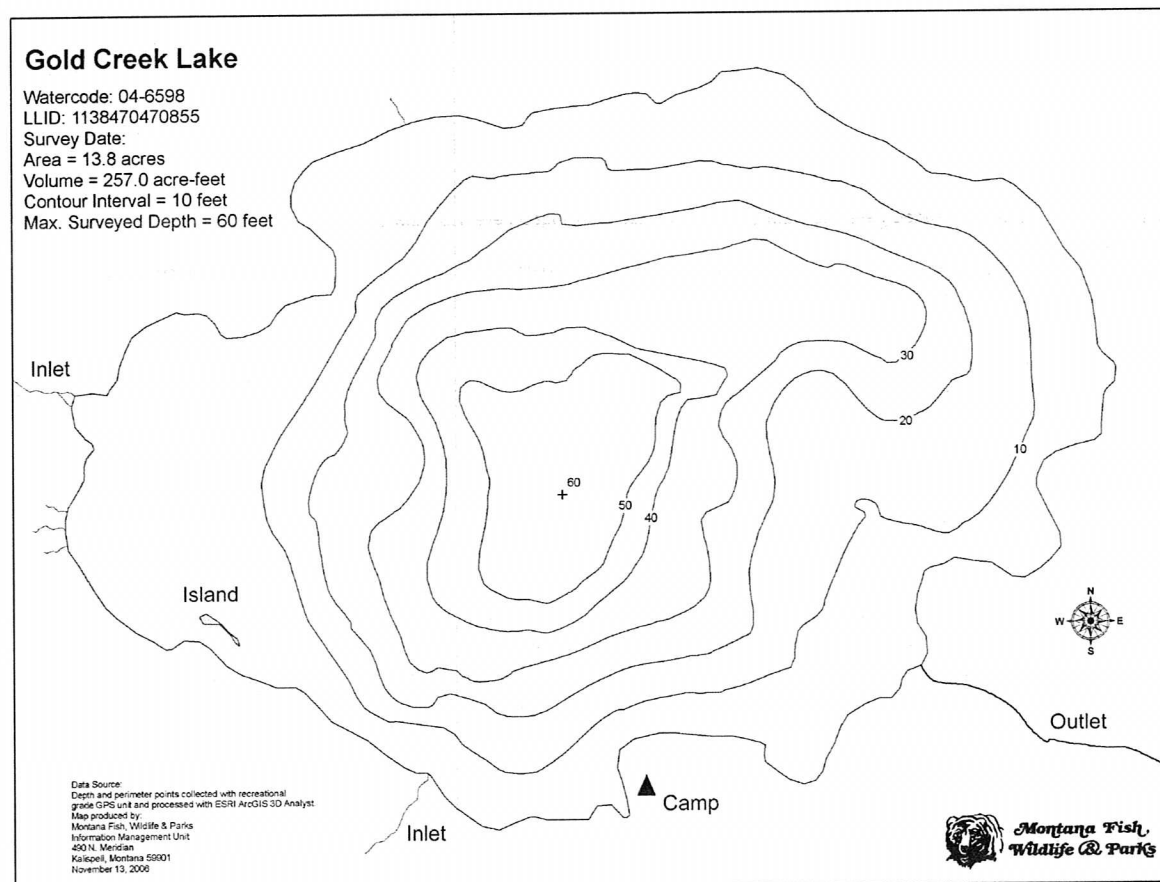 Gold Creek Lake
Watercode: 04-6598
LLID: 1138470470855
Survey Date:
Area = 13.8 acres
Volume = 257.0 acre-feet
Contour Interval = 10 feet
Max. Surveyed Depth = 60 feet
Inlet
30
20
10
60
50
40
Island
N
W
E
S
Outlet
Camp
Inlet
Data Source:
Depth and perimeter points collected with recreational
grade GPS unit and processed with ESRI ArcGIS 3D Analyst
Map produced by:
Montana Fish, Wildlife & Parks
Information Management Unit
490 N. Meridian
Kalispell, Montana 59901
November 13, 2006
Montana Fish,
Wildlife & Parks